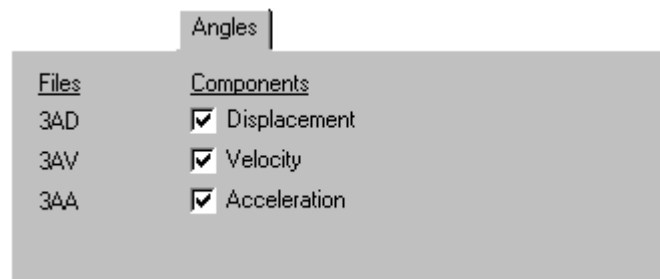 Angles
Files Components
3AD Displacement
3AV Velocity
3AA Acceleration